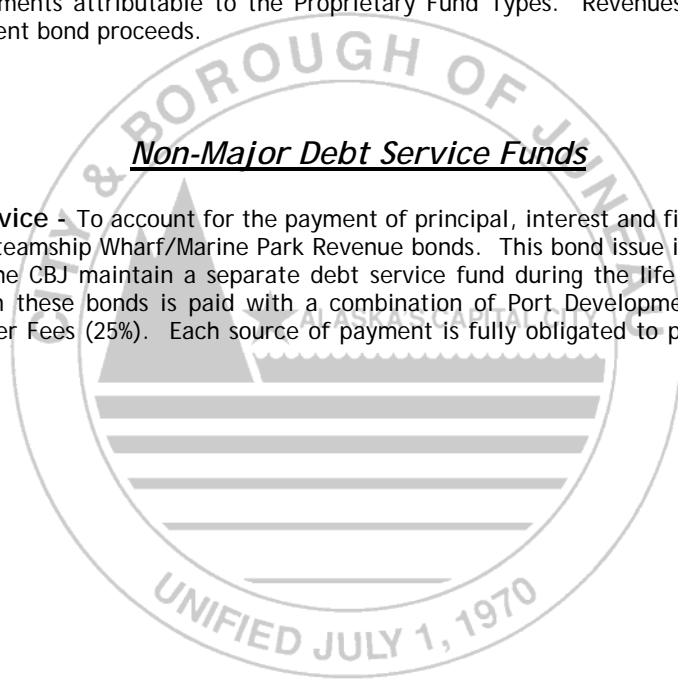 ments attributable to the Proprietary Fund Types. Revenues
ent bond proceeds.
Non-Major Debt Service Funds
vice - To account for the payment of principal, interest and fi
teamship Wharf/Marine Park Revenue bonds. This bond issue i
he CBJ maintain a separate debt service fund during the life
n these bonds is paid with a combination of Port Developme
er Fees (25%). Each source of payment is fully obligated to p
CITY & BOROUGH OF JUNEAU
ALASKA'S CAPITAL CITY
UNIFIED JULY 1, 1970